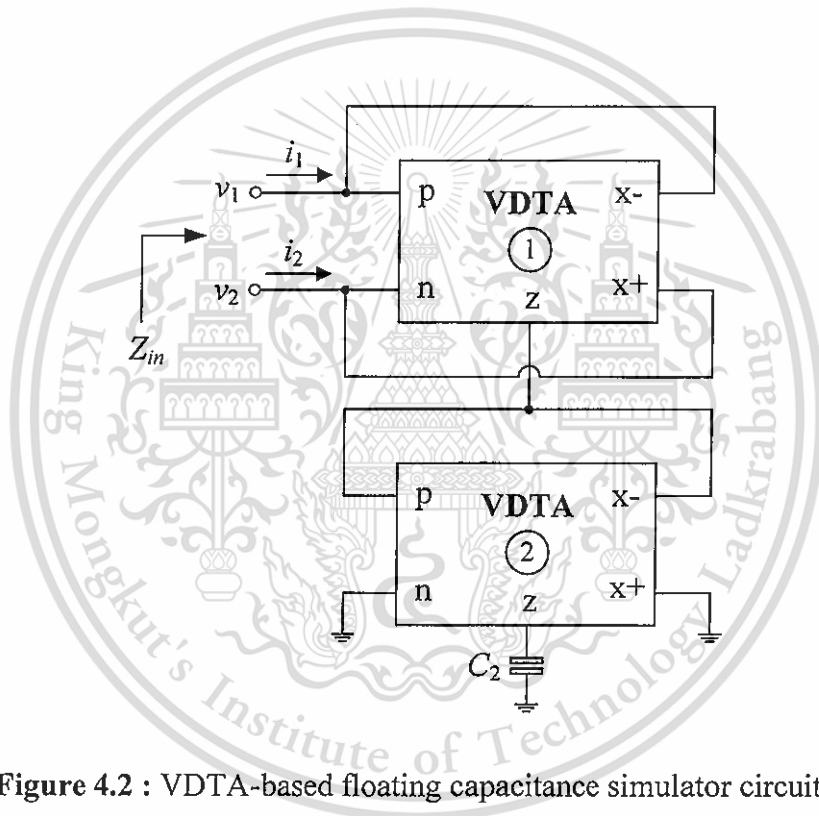 i1
v1
p
VDTA
x-
1
i2
v2
n
z
x+
Zin
p
VDTA
x-
2
n
z
x+
C2
King Mongkut's Institute of Technology Ladkrabang
Figure 4.2 : VDTA-based floating capacitance simulator circuit